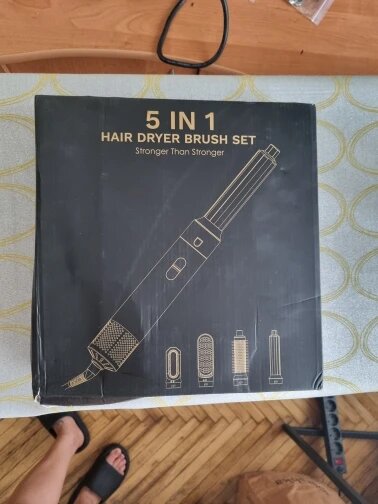 5 IN 1
HAIR DRYER BRUSH SET
Stronger Than Stronger